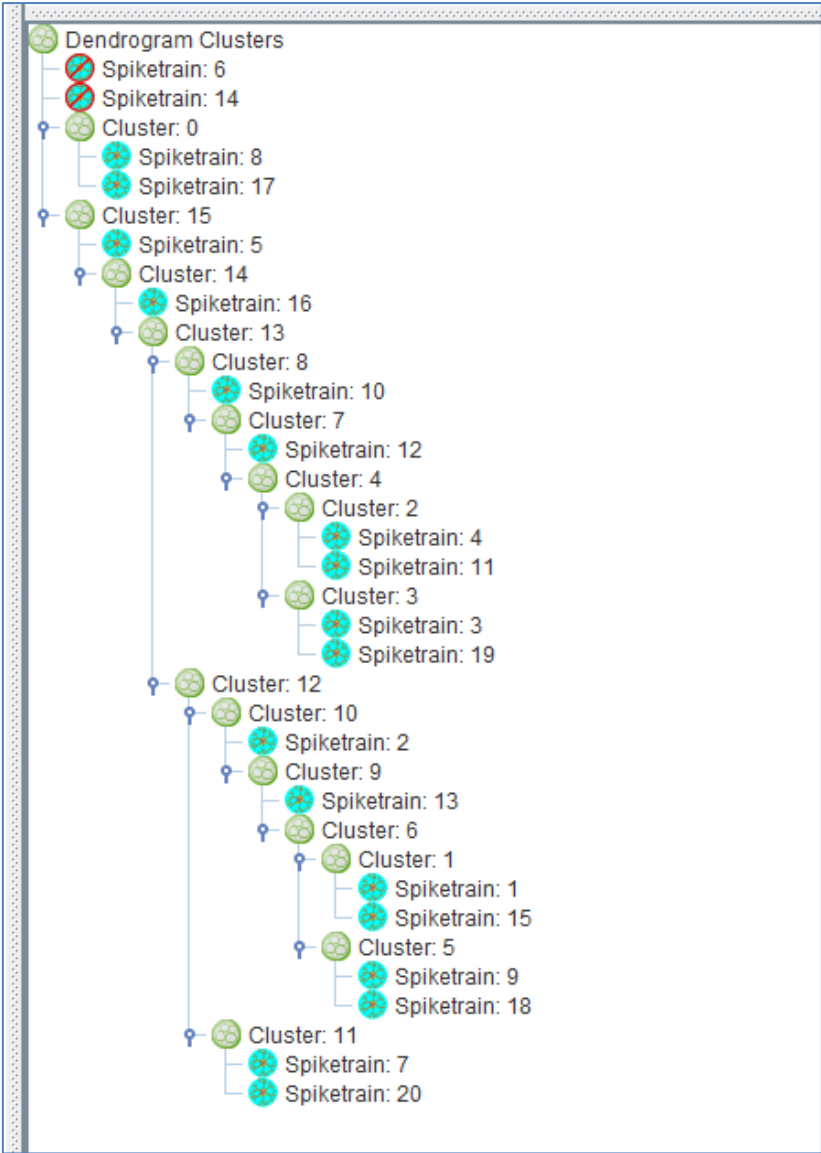 Dendrogram Clusters
Spiketrain: 6
Spiketrain: 14
Cluster: 0
Spiketrain: 8
Spiketrain: 17
Cluster: 15
Spiketrain: 5
Cluster: 14
Spiketrain: 16
Cluster: 13
Cluster: 8
Spiketrain: 10
Cluster: 7
Spiketrain: 12
Cluster: 4
Cluster: 2
Spiketrain: 4
Spiketrain: 11
Cluster: 3
Spiketrain: 3
Spiketrain: 19
Cluster: 12
Cluster: 10
Spiketrain: 2
Cluster: 9
Spiketrain: 13
Cluster: 6
Cluster: 1
Spiketrain: 1
Spiketrain: 15
Cluster: 5
Spiketrain: 9
Spiketrain: 18
Cluster: 11
Spiketrain: 7
Spiketrain: 20